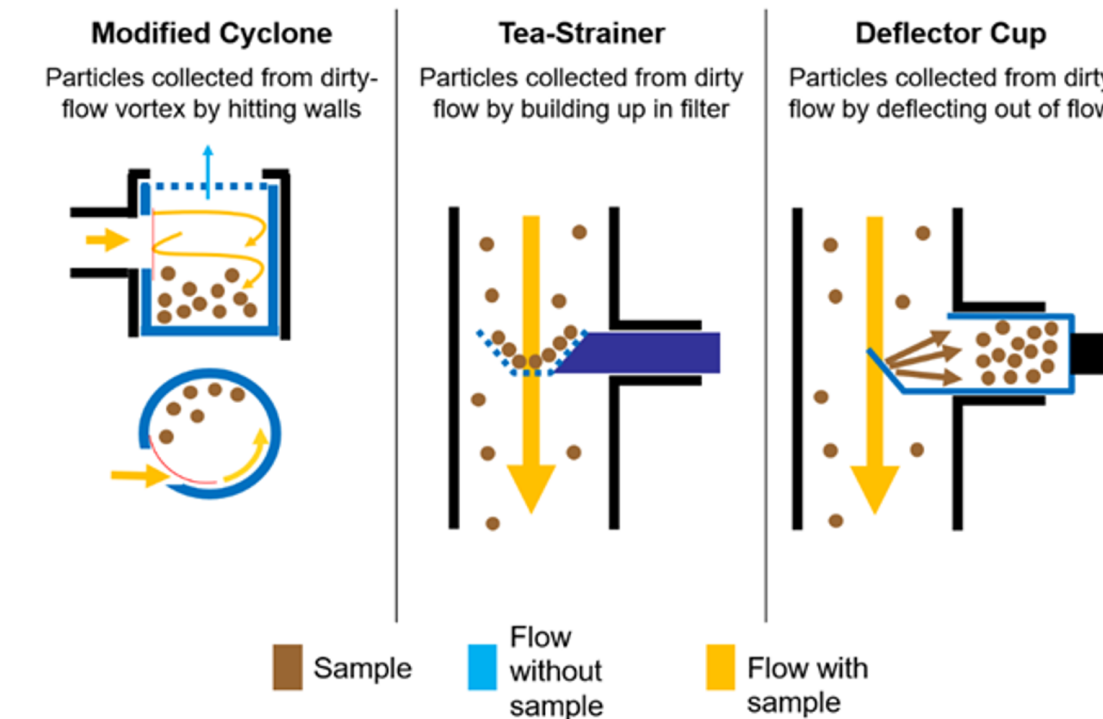 Modified Cyclone
Particles collected from dirty-
flow vortex by hitting walls
Tea-Strainer
Particles collected from dirty
flow by building up in filter
Deflector Cup
Particles collected from dirty
flow by deflecting out of flow
Sample
Flow
without
sample
Flow with
sample